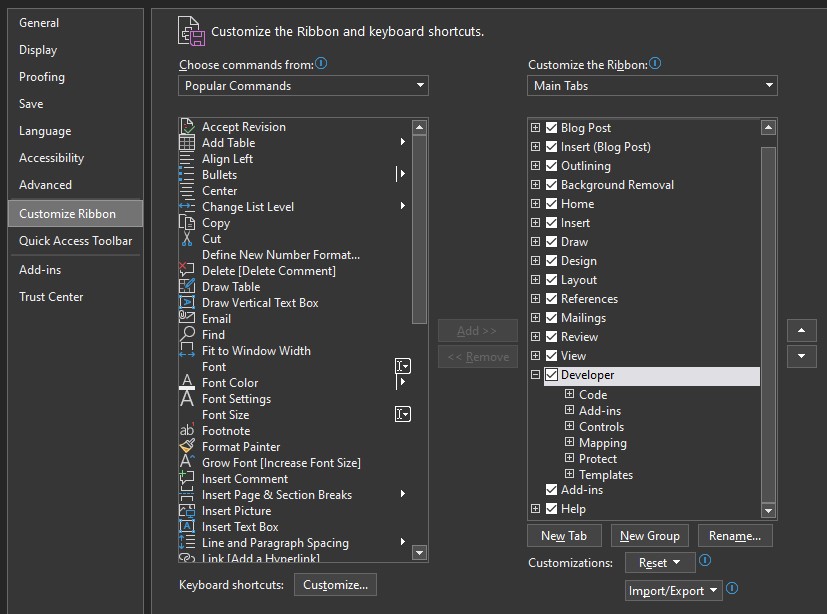 General
Display
Proofing
Save
Language
Accessibility
Advanced
Customize Ribbon
Quick Access Toolbar
Add-ins
Trust Center
Customize the Ribbon and keyboard shortcuts.
Choose commands from:
Popular Commands
Accept Revision
Add Table
Align Left
Bullets
Center
Change List Level
Copy
Cut
Define New Number Format...
Delete [Delete Comment]
Draw Table
Draw Vertical Text Box
Email
Find
Fit to Window Width
Font
Font Color
Font Settings
Font Size
Footnote
Format Painter
Grow Font [Increase Font Size]
Insert Comment
Insert Page & Section Breaks
Insert Picture
Insert Text Box
Line and Paragraph Spacing
Link [Add a Hyperlink]
Keyboard shortcuts: Customize...
Add >>
<< Remove
Customize the Ribbon:
Main Tabs
Blog Post
Insert (Blog Post)
Outlining
Background Removal
Home
Insert
Draw
Design
Layout
References
Mailings
Review
View
Developer
Code
Add-ins
Controls
Mapping
Protect
Templates
Add-ins
Help
New Tab New Group Rename...
Customizations: Reset
Import/Export